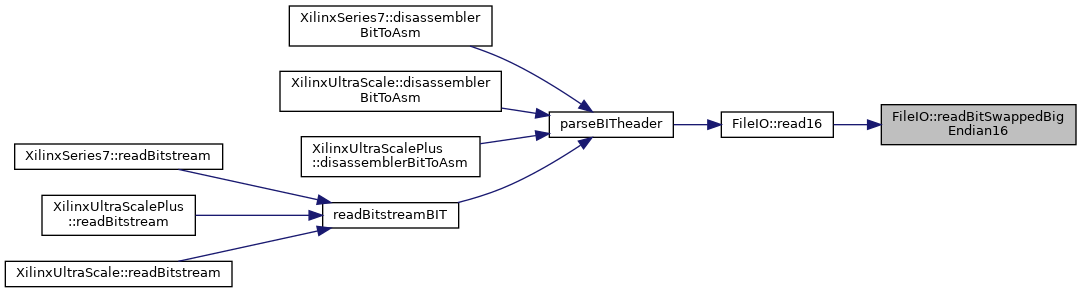 XilinxSeries7::disassembler
BitToAsm
XilinxUltraScale::disassembler
BitToAsm
XilinxUltraScalePlus
::disassemblerBitToAsm
parseBITheader
FileIO::read16
FileIO::readBitSwappedBig
Endian16
XilinxSeries7::readBitstream
XilinxUltraScalePlus
::readBitstream
XilinxUltraScale::readBitstream
readBitstreamBIT